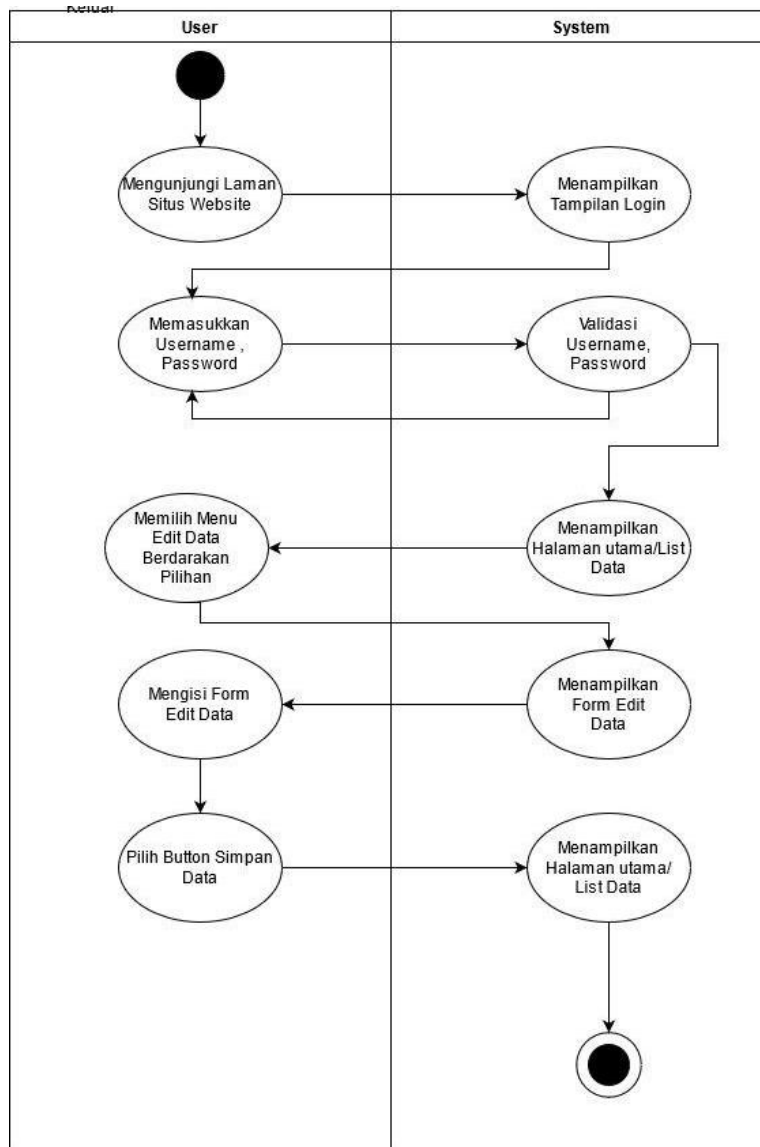 User
System
Mengunjungi Laman
Situs Website
Menampilkan
Tampilan Login
Memasukkan
Username ,
Password
Validasi
Username,
Password
Memilih Menu
Edit Data
Berdarakan
Pilihan
Menampilkan
Halaman utama/List
Data
Mengisi Form
Edit Data
Menampilkan
Form Edit
Data
Pilih Button Simpan
Data
Menampilkan
Halaman utama/
List Data